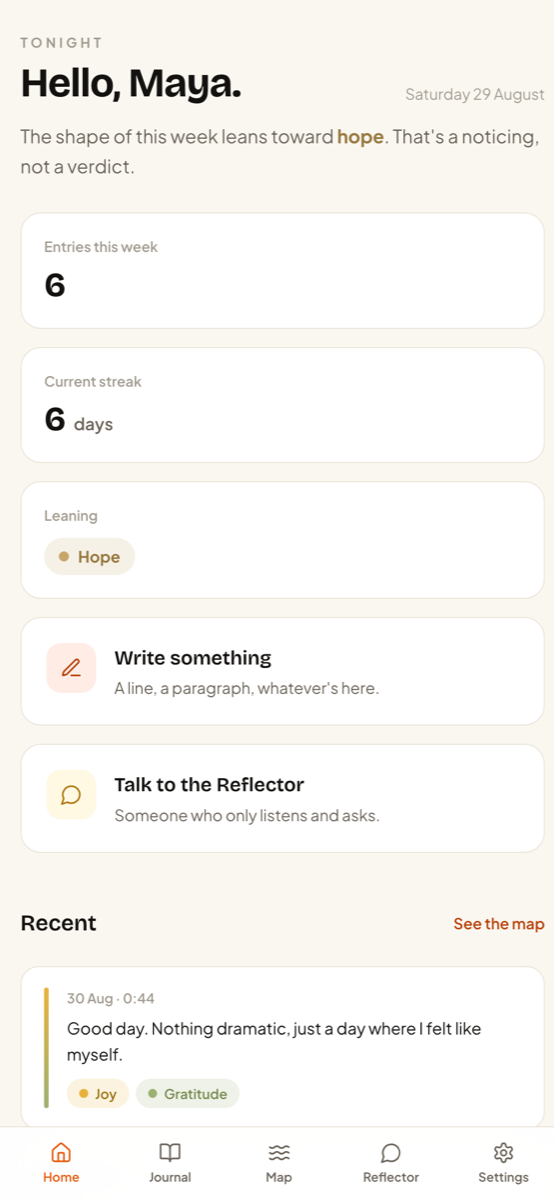 TONIGHT
Hello, Maya.
Saturday 29 August
The shape of this week leans toward hope. That's a noticing,
not a verdict.
Entries this week
6
Current streak
6 days
Leaning
Hope
Write something
A line, a paragraph, whatever's here.
Talk to the Reflector
Someone who only listens and asks.
Recent
See the map
30 Aug · 0:44
Good day. Nothing dramatic, just a day where I felt like
myself.
Joy Gratitude
Home Journal Map Reflector Settings